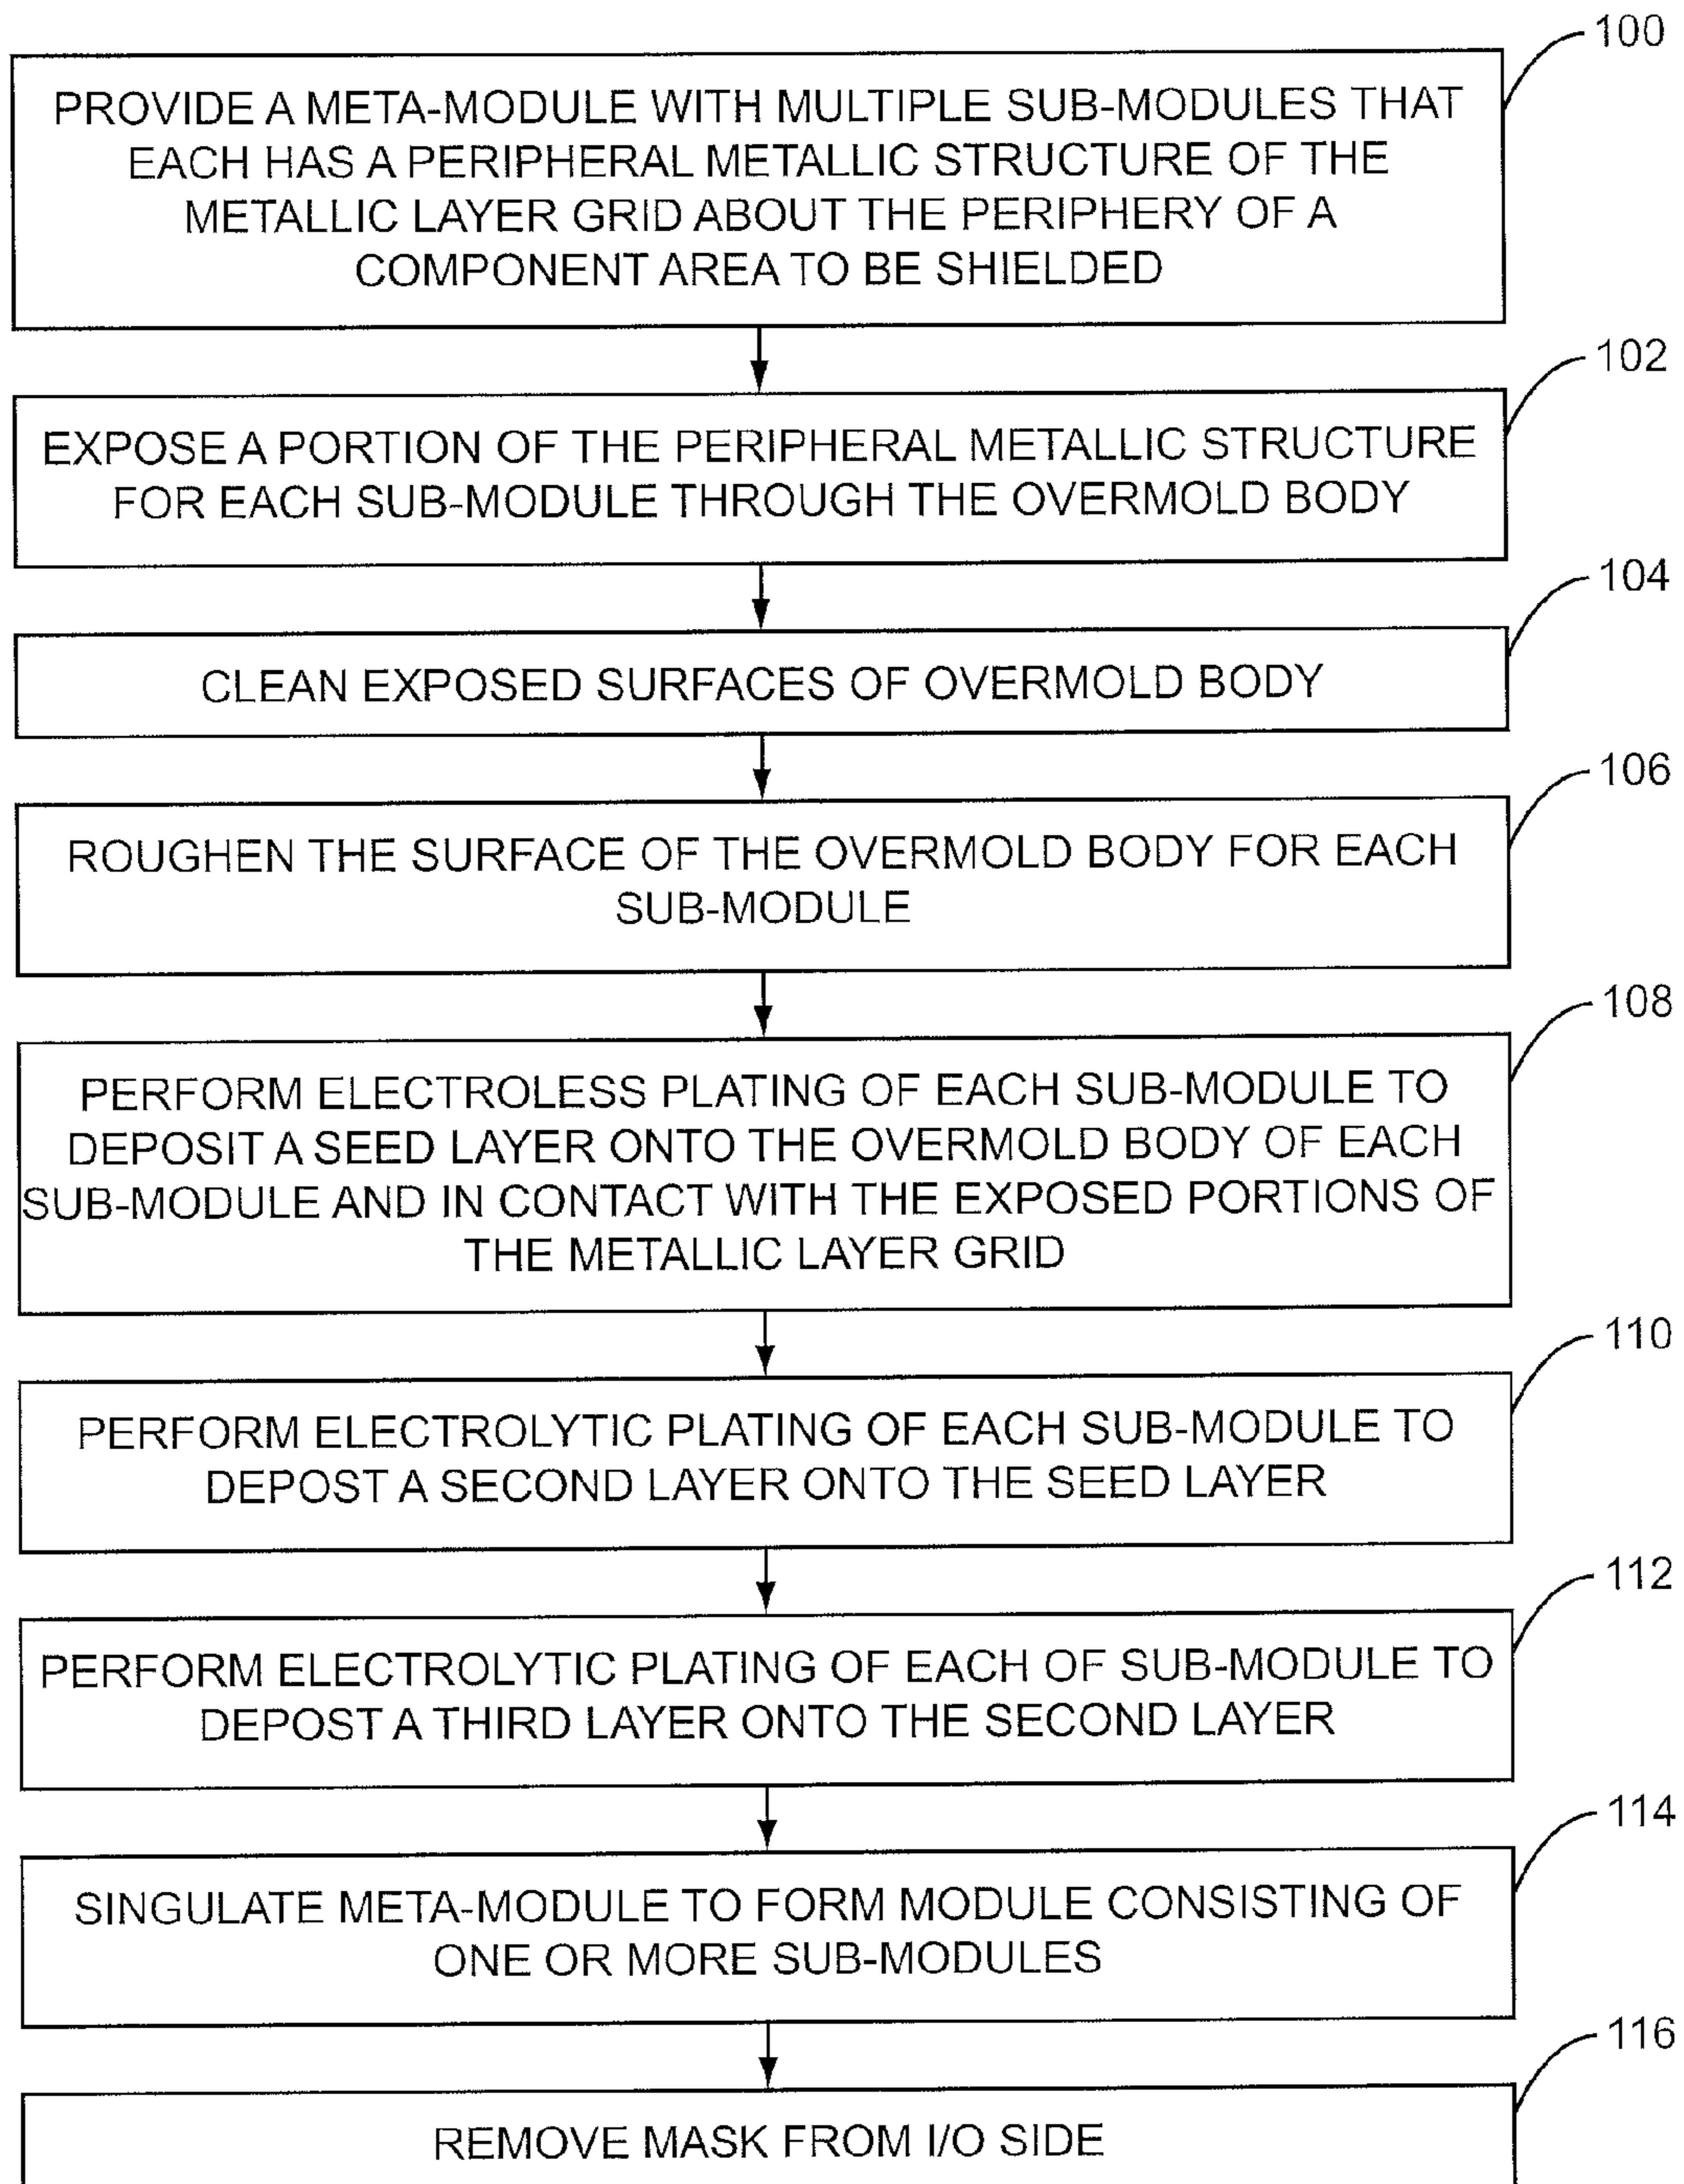 100
PROVIDE A META-MODULE WITH MULTIPLE SUB-MODULES THAT
EACH HAS A PERIPHERAL METALLIC STRUCTURE OF THE
METALLIC LAYER GRID ABOUT THE PERIPHERY OF A
COMPONENT AREA TO BE SHIELDED
102
EXPOSE A PORTION OF THE PERIPHERAL METALLIC STRUCTURE
FOR EACH SUB-MODULE THROUGH THE OVERMOLD BODY
104
CLEAN EXPOSED SURFACES OF OVERMOLD BODY
106
ROUGHEN THE SURFACE OF THE OVERMOLD BODY FOR EACH
SUB-MODULE
108
PERFORM ELECTROLESS PLATING OF EACH SUB-MODULE TO
DEPOSIT A SEED LAYER ONTO THE OVERMOLD BODY OF EACH
SUB-MODULE AND IN CONTACT WITH THE EXPOSED PORTIONS OF
THE METALLIC LAYER GRID
110
PERFORM ELECTROLYTIC PLATING OF EACH SUB-MODULE TO
DEPOST A SECOND LAYER ONTO THE SEED LAYER
112
PERFORM ELECTROLYTIC PLATING OF EACH OF SUB-MODULE TO
DEPOST A THIRD LAYER ONTO THE SECOND LAYER
114
SINGULATE META-MODULE TO FORM MODULE CONSISTING OF
ONE OR MORE SUB-MODULES
116
REMOVE MASK FROM I/O SIDE